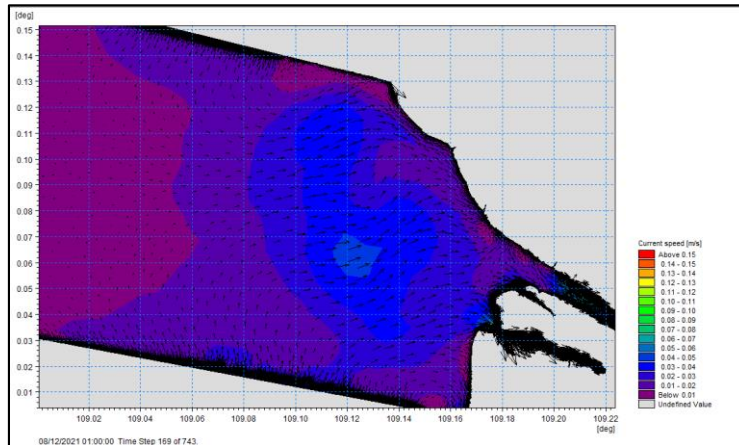 [deg]
0.15
0.14
0.13
0.12
0.11
0.10
0.09
0.08
0.07
0.06
0.05
0.04
0.03
0.02
0.01
109.02 109.04 109.06 109.08 109.10 109.12 109.14 109.16 109.18 109.20 109.22
[deg]
08/12/2021 01:00:00 Time Step 169 of 743.
Current speed [m/s]
Above 0.15
0.14 - 0.15
0.13 - 0.14
0.12 - 0.13
0.11 - 0.12
0.10 - 0.11
0.09 - 0.10
0.08 - 0.09
0.07 - 0.08
0.06 - 0.07
0.05 - 0.06
0.04 - 0.05
0.03 - 0.04
0.02 - 0.03
0.01 - 0.02
Below 0.01
Undefined Value